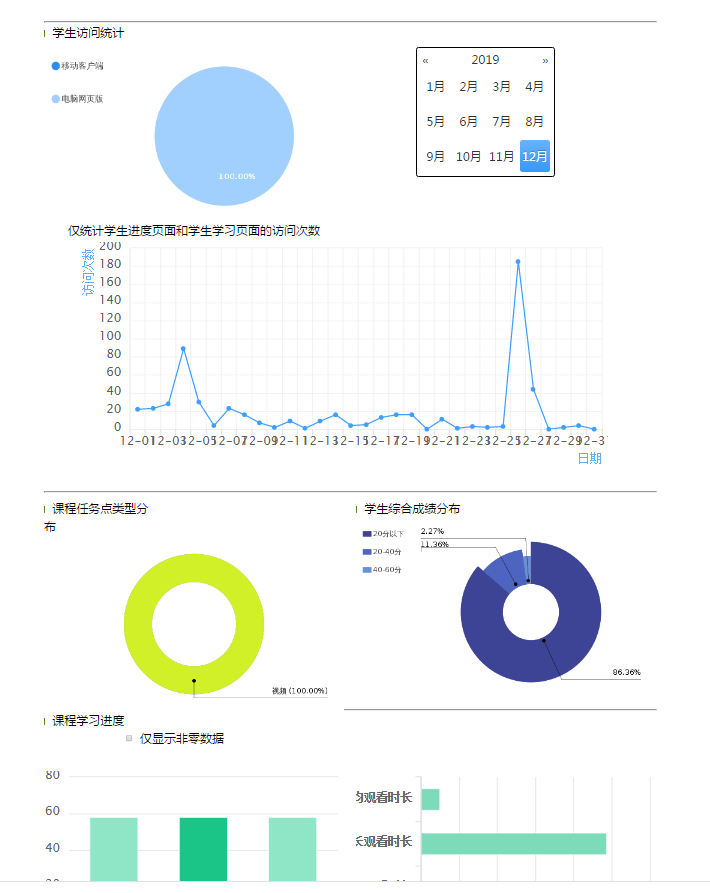 学生访问统计
移动客户端
电脑网页版
100.00%
« 2019 »
1月 2月 3月 4月
5月 6月 7月 8月
9月 10月 11月 12月
仅统计学生进度页面和学生学习页面的访问次数
访问次数
200
180
160
140
120
100
80
60
40
20
0
12-01 12-03 12-05 12-07 12-09 12-11 12-13 12-15 12-17 12-19 12-21 12-23 12-25 12-27 12-29 12-3
日期
课程任务点类型分
布
视频 (100.00%)
学生综合成绩分布
20分以下
20-40分
40-60分
2.27%
11.36%
86.36%
课程学习进度
仅显示非零数据
80
60
40
观看时长
观看时长